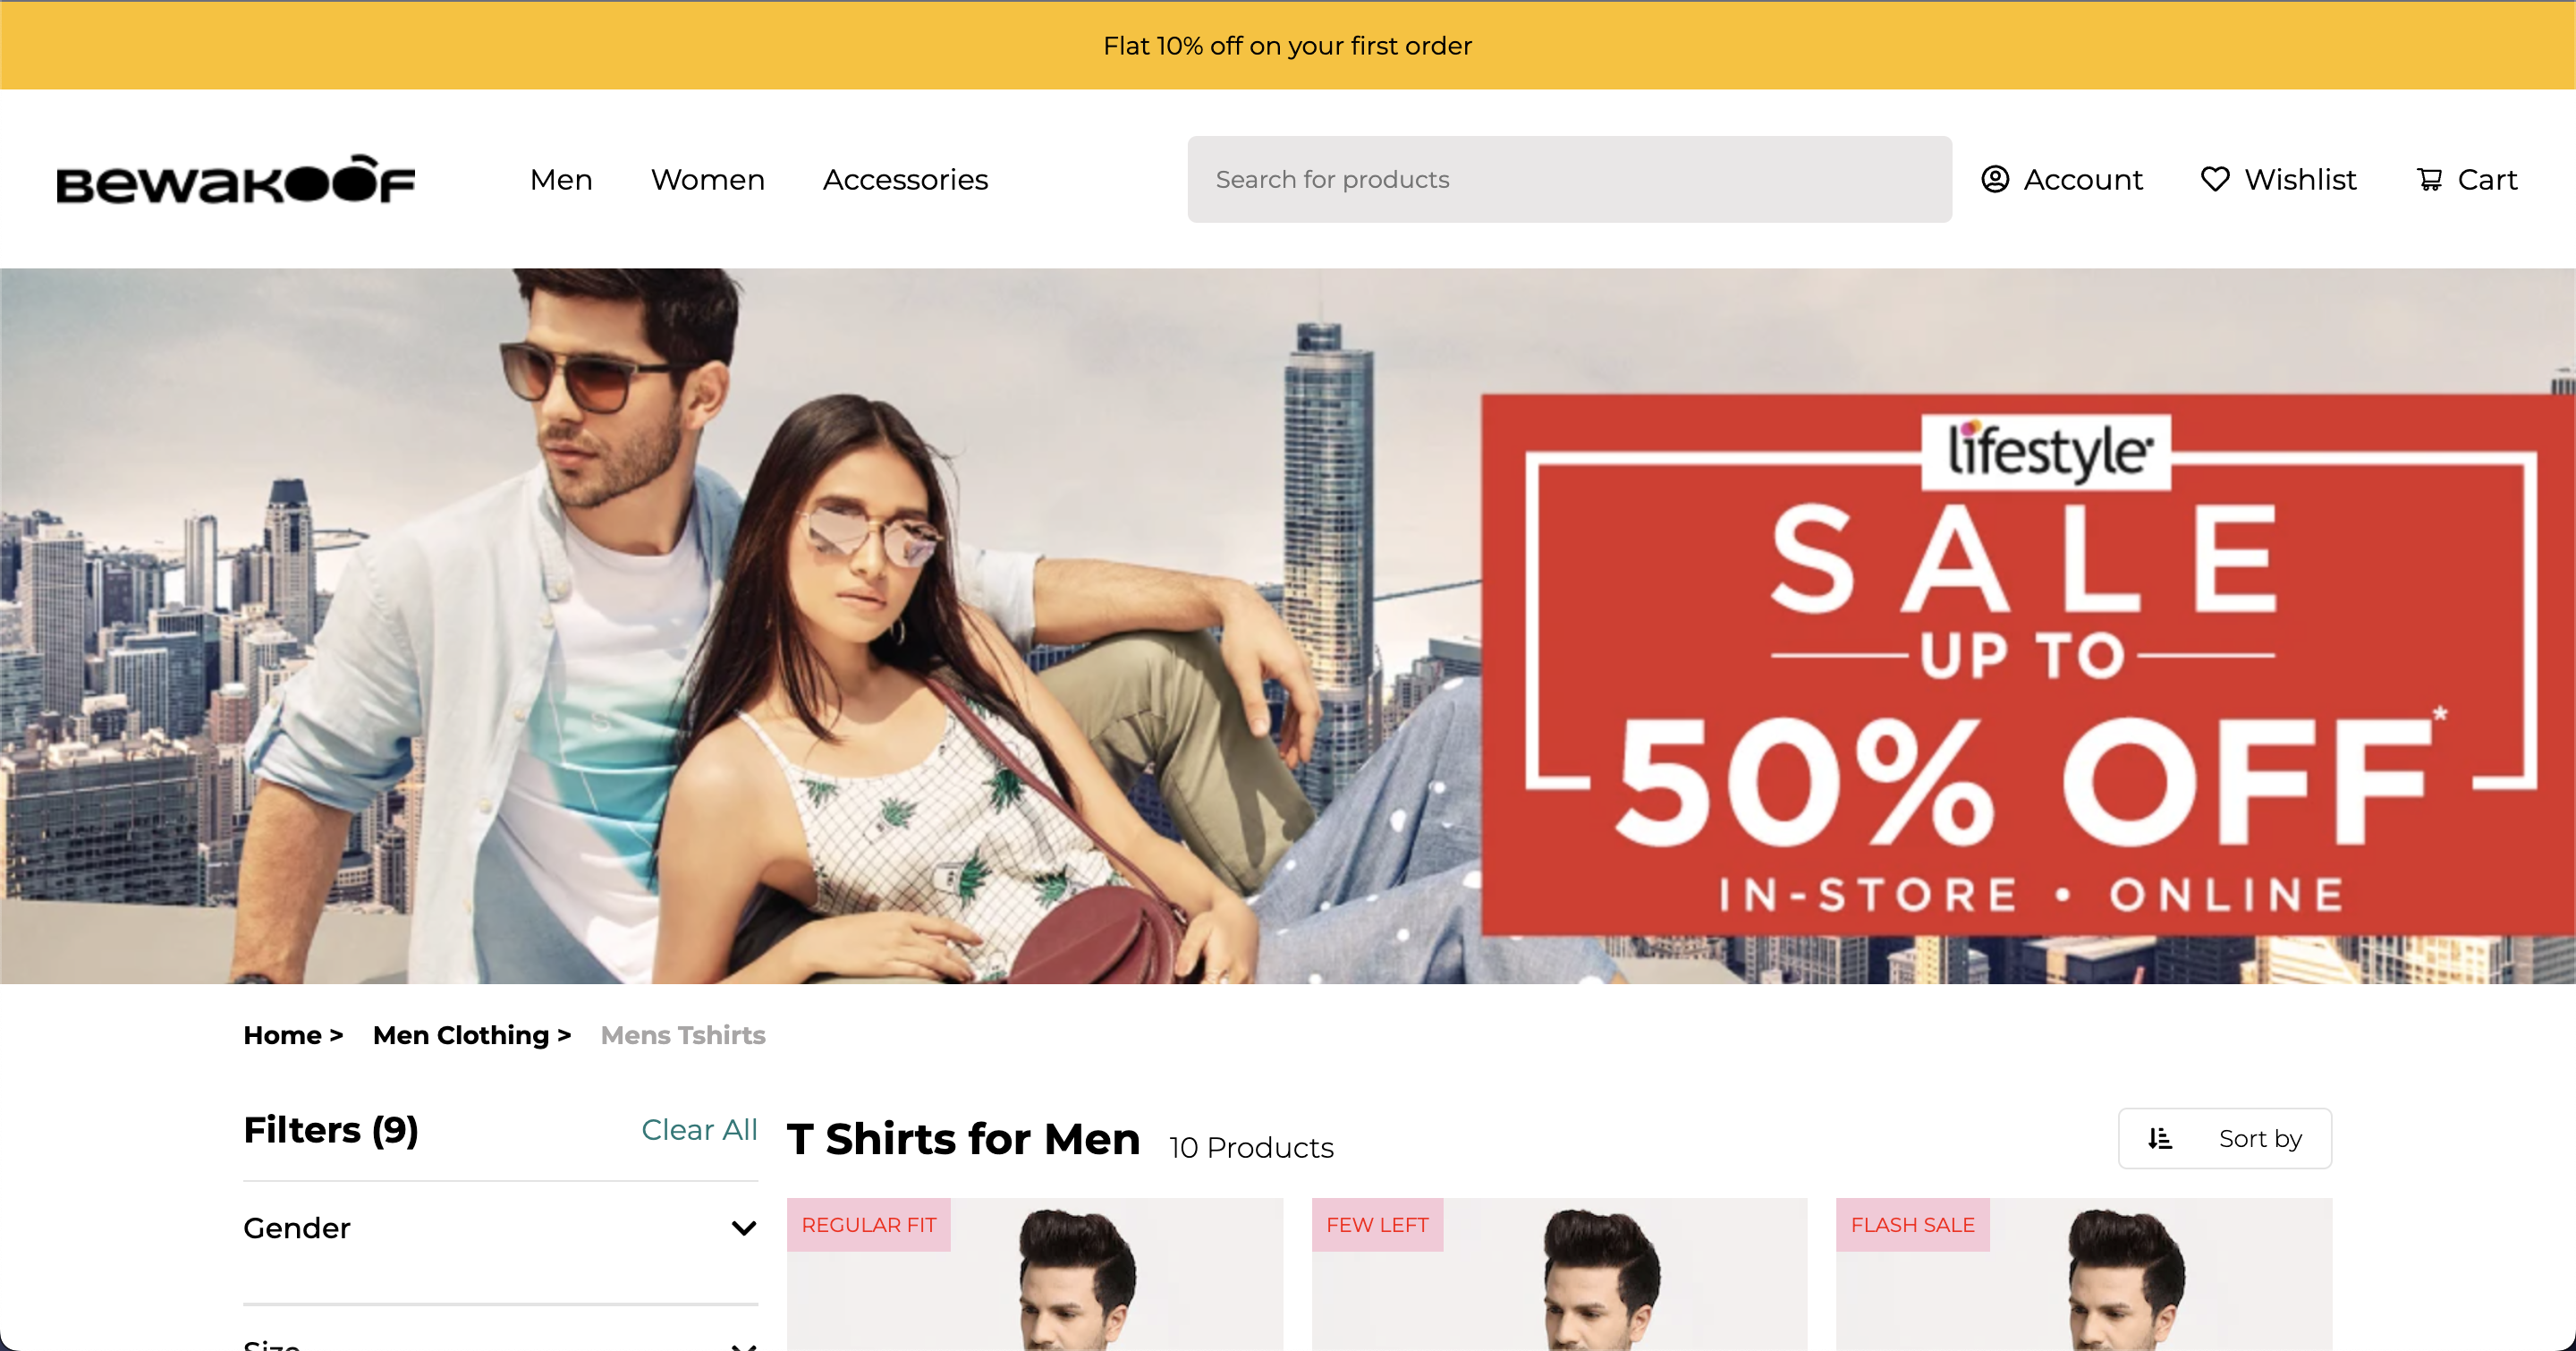 Flat 10% off on your first order
BEWAKOOF
Men Women Accessories
Search for products
Account Wishlist Cart
lifestyle
SALE
UP TO
50% OFF*
IN-STORE • ONLINE
Home > Men Clothing > Mens Tshirts
Filters (9) Clear All
T Shirts for Men 10 Products
Sort by
Gender
REGULAR FIT
FEW LEFT
FLASH SALE
Size